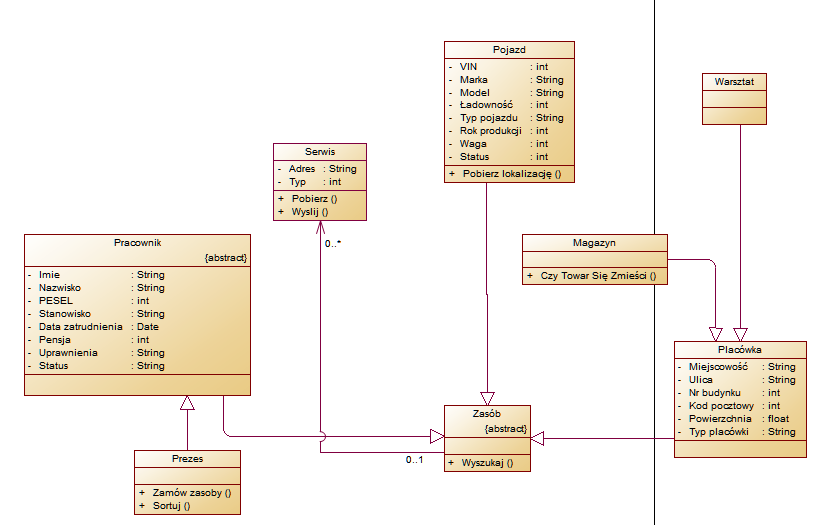 Pojazd
- VIN : int
- Marka : String
- Model : String
- Ładowność : int
- Typ pojazdu : String
- Rok produkcji : int
- Waga : int
- Status : int
+ Pobierz lokalizację ()
Warsztat
Serwis
- Adres : String
- Typ : int
+ Pobierz ()
+ Wyslij ()
0..*
Pracownik
{abstract}
- Imie : String
- Nazwisko : String
- PESEL : int
- Stanowisko : String
- Data zatrudnienia : Date
- Pensja : int
- Uprawnienia : String
- Status : String
Magazyn
+ Czy Towar Się Zmieści ()
Placówka
- Miejscowość : String
- Ulica : String
- Nr budynku : int
- Kod pocztowy : int
- Powierzchnia : float
- Typ placówki : String
Zasób
{abstract}
+ Wyszukaj ()
0..1
Prezes
+ Zamów zasoby ()
+ Sortuj ()